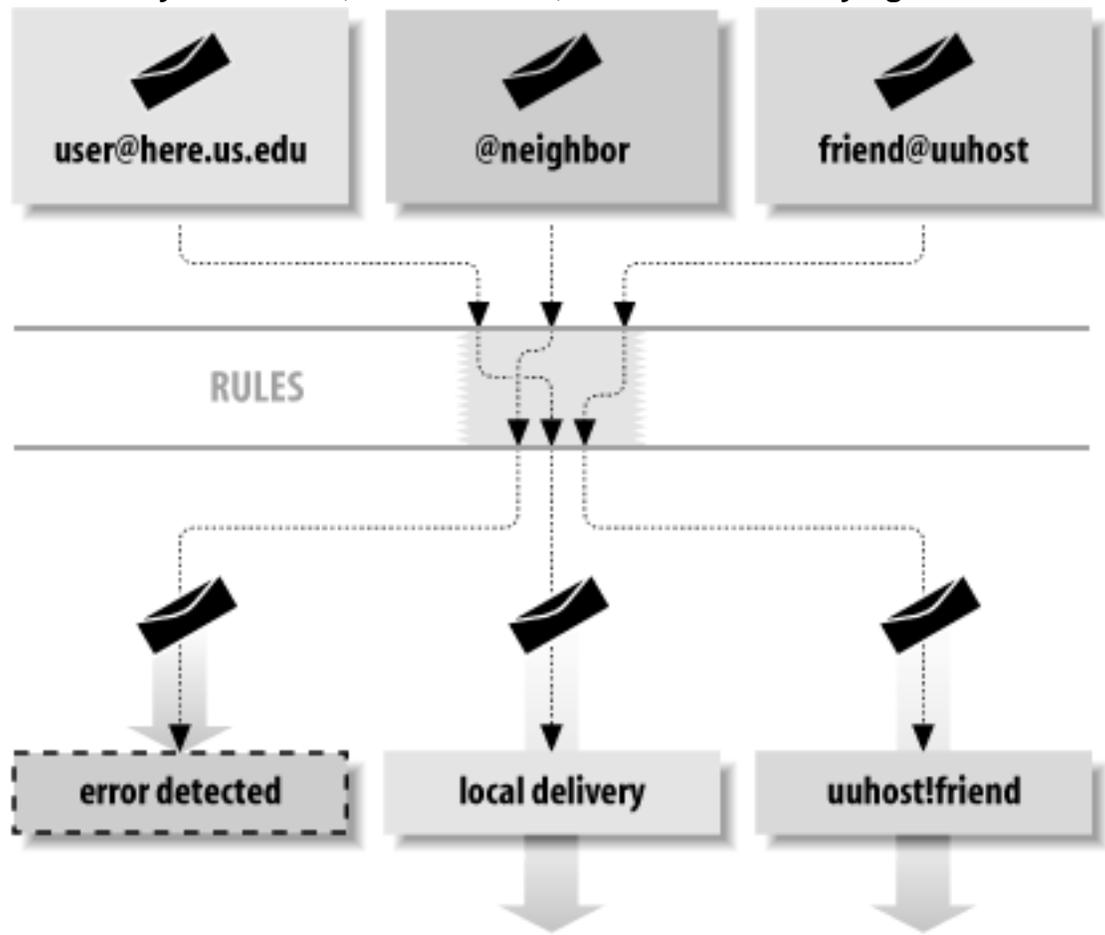 user@here.us.edu
@neighbor
friend@uuhost
RULES
error detected
local delivery
uuhost!friend